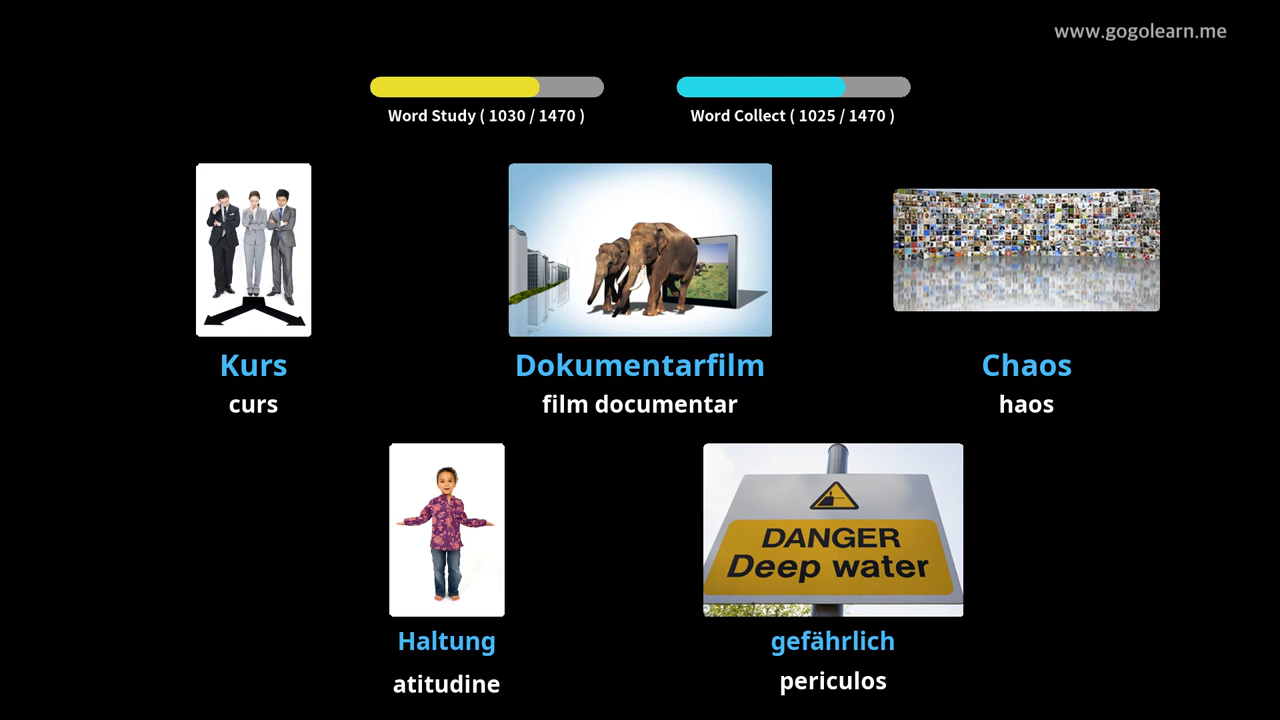 www.gogolearn.me
Word Study ( 1030 / 1470 )
Word Collect ( 1025 / 1470 )
Kurs
curs
Dokumentarfilm
film documentar
Chaos
haos
DANGER
Deep water
Haltung
atitudine
gefährlich
periculos